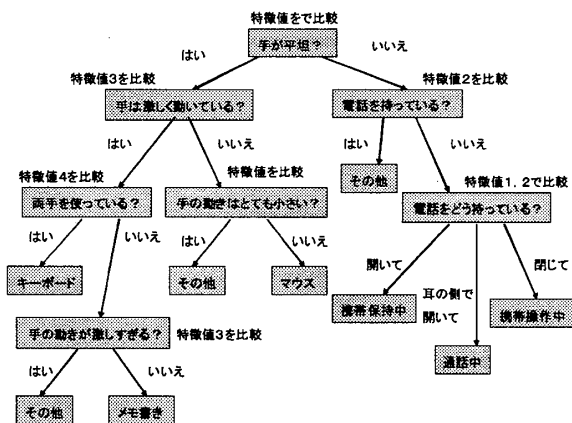 特徴値をで比較
手が平坦？
はい
いいえ
特徴値3を比較
特徴値2を比較
手は激しく動いている？
電話を持っている？
はい
いいえ
はい
いいえ
特徴値4を比較
特徴値を比較
その他
特徴値1，2で比較
両手を使っている？
手の動きはとても小さい？
電話をどう持っている？
はい
いいえ
はい
いいえ
開いて
耳の側で
開いて
閉じて
キーボード
その他
マウス
携帯保持中
携帯操作中
手の動きが激しすぎる？
特徴値3を比較
通話中
はい
いいえ
その他
メモ書き